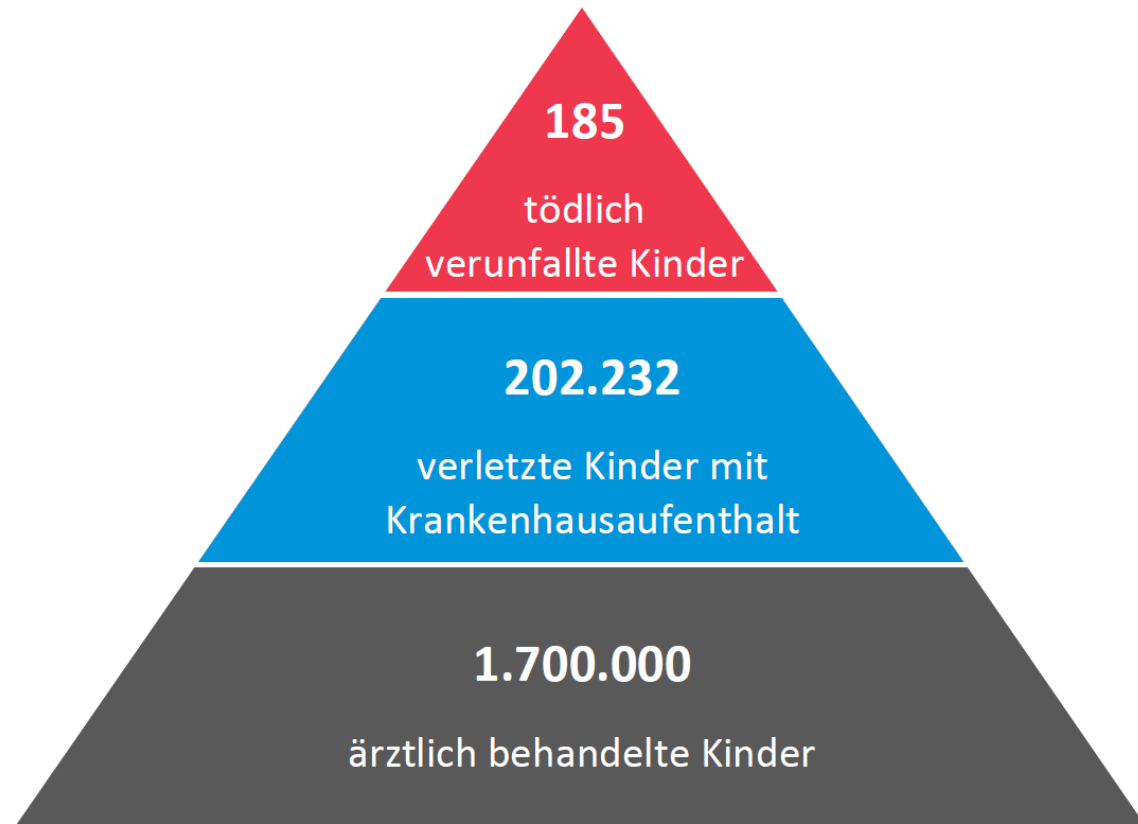 185
tödlich
verunfallte Kinder
202.232
verletzte Kinder mit
Krankenhausaufenthalt
1.700.000
ärztlich behandelte Kinder